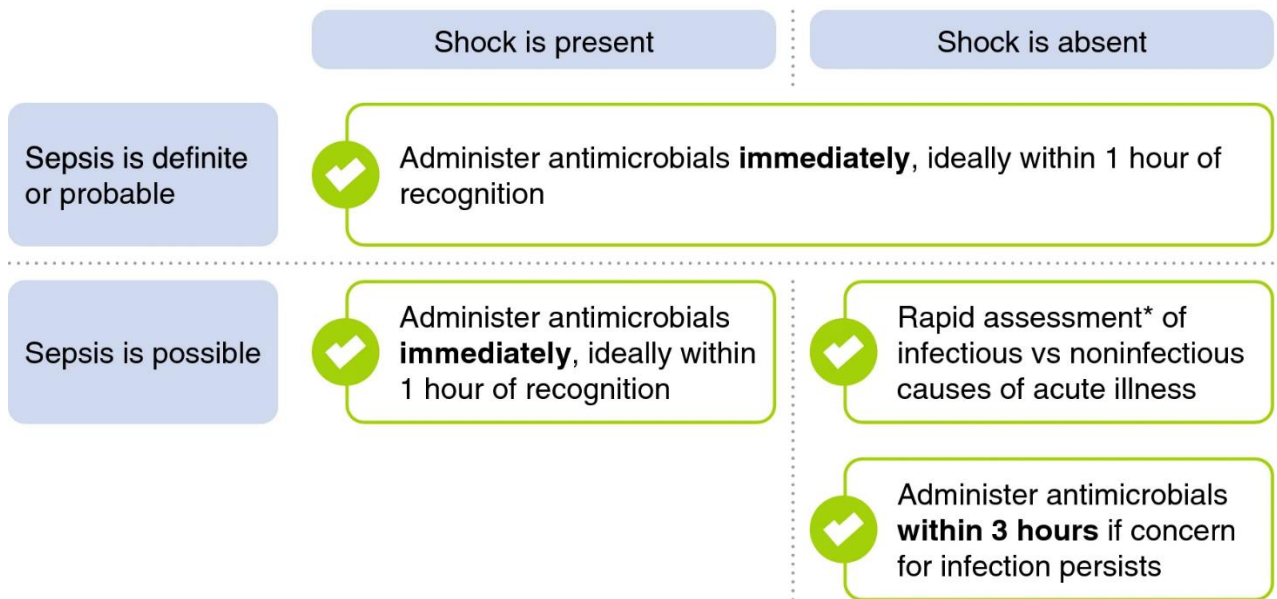 Shock is present
Shock is absent
Sepsis is definite
or probable
Administer antimicrobials immediately, ideally within 1 hour of
recognition
Sepsis is possible
Administer antimicrobials
immediately, ideally within
1 hour of recognition
Rapid assessment* of
infectious vs noninfectious
causes of acute illness
Administer antimicrobials
within 3 hours if concern
for infection persists